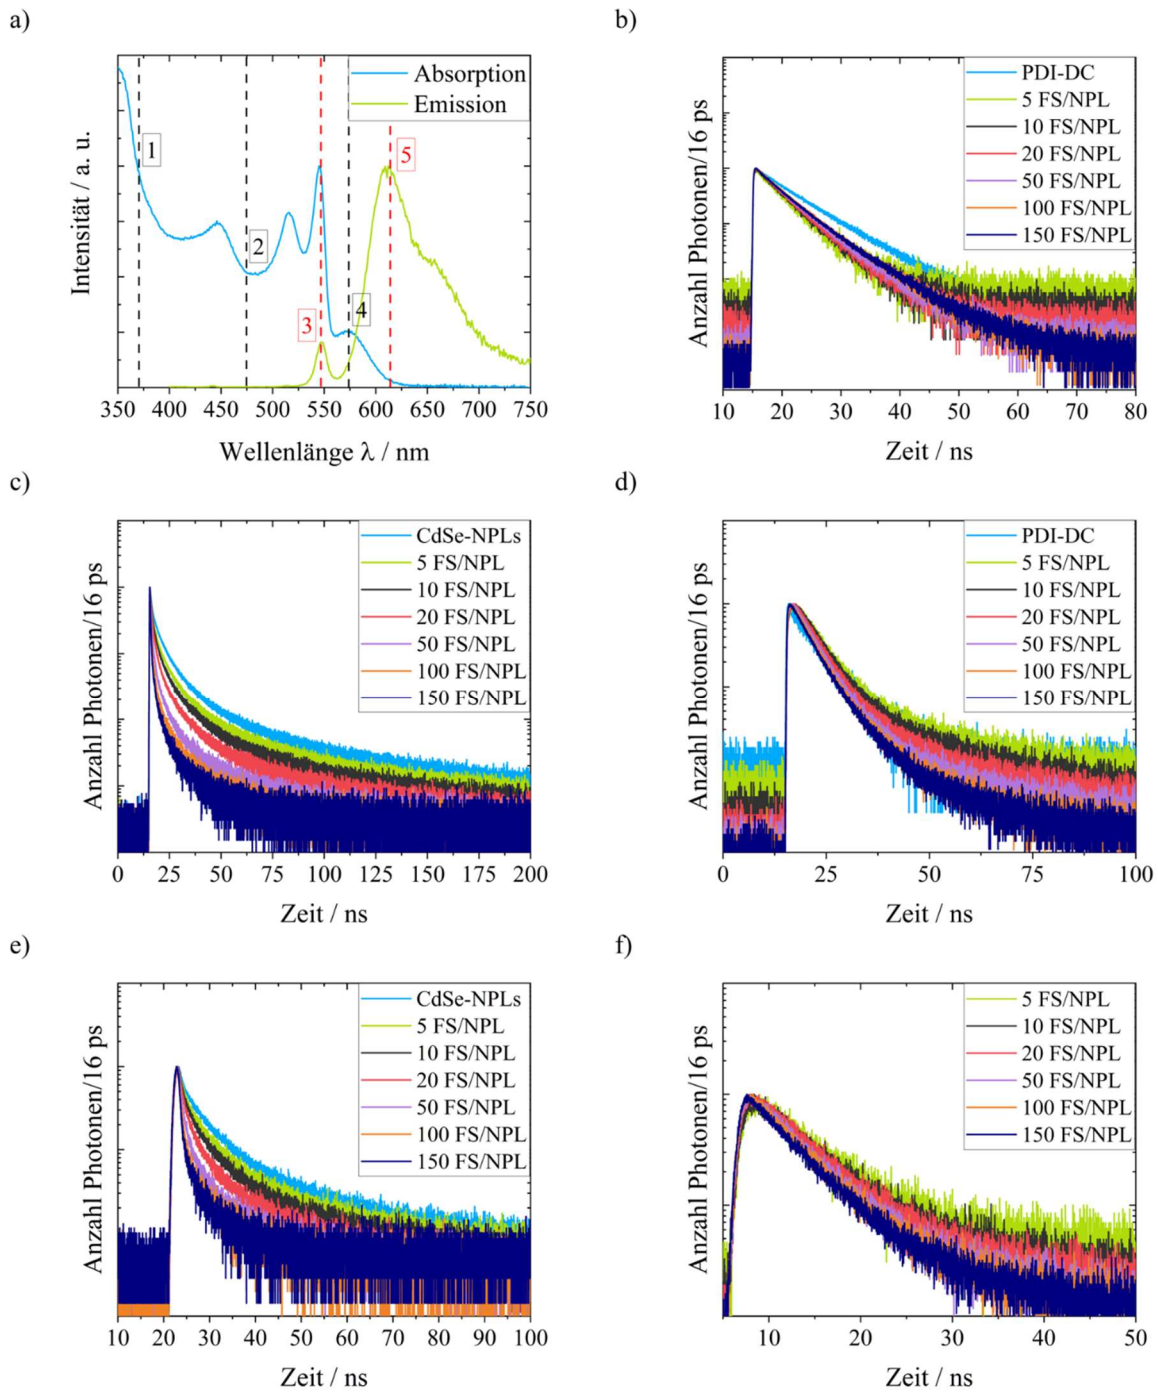 a)
Intensität / a. u.
Absorption
Emission
1
2
3
4
5
350 400 450 500 550 600 650 700 750
Wellenlänge λ / nm
b)
Anzahl Photonen/16 ps
PDI-DC
5 FS/NPL
10 FS/NPL
20 FS/NPL
50 FS/NPL
100 FS/NPL
150 FS/NPL
10 20 30 40 50 60 70 80
Zeit / ns
c)
Anzahl Photonen/16 ps
CdSe-NPLs
5 FS/NPL
10 FS/NPL
20 FS/NPL
50 FS/NPL
100 FS/NPL
150 FS/NPL
0 25 50 75 100 125 150 175 200
Zeit / ns
d)
Anzahl Photonen/16 ps
PDI-DC
5 FS/NPL
10 FS/NPL
20 FS/NPL
50 FS/NPL
100 FS/NPL
150 FS/NPL
0 25 50 75 100
Zeit / ns
e)
Anzahl Photonen/16 ps
CdSe-NPLs
5 FS/NPL
10 FS/NPL
20 FS/NPL
50 FS/NPL
100 FS/NPL
150 FS/NPL
10 20 30 40 50 60 70 80 90 100
Zeit / ns
f)
Anzahl Photonen/16 ps
5 FS/NPL
10 FS/NPL
20 FS/NPL
50 FS/NPL
100 FS/NPL
150 FS/NPL
10 20 30 40 50
Zeit / ns